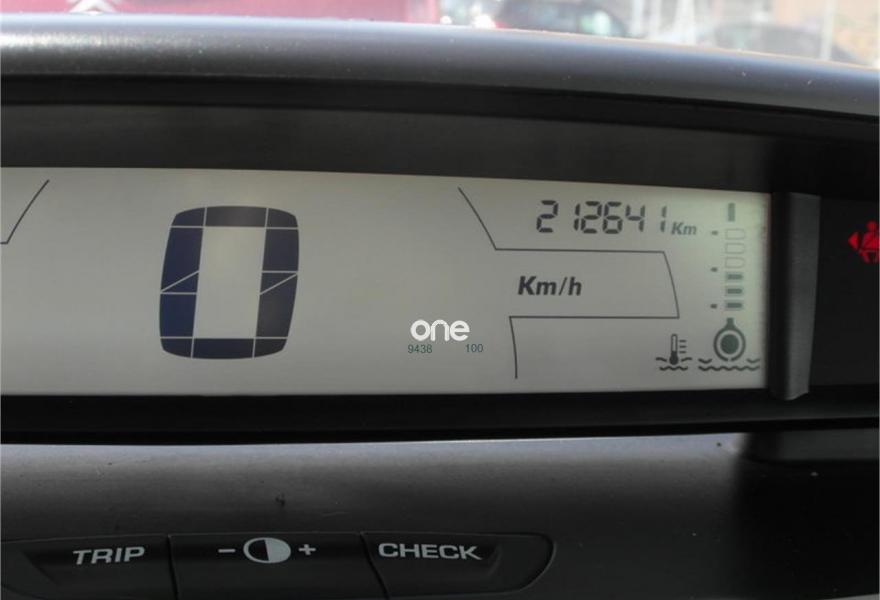 212641 Km
0
Km/h
one
9438 100
TRIP - + CHECK